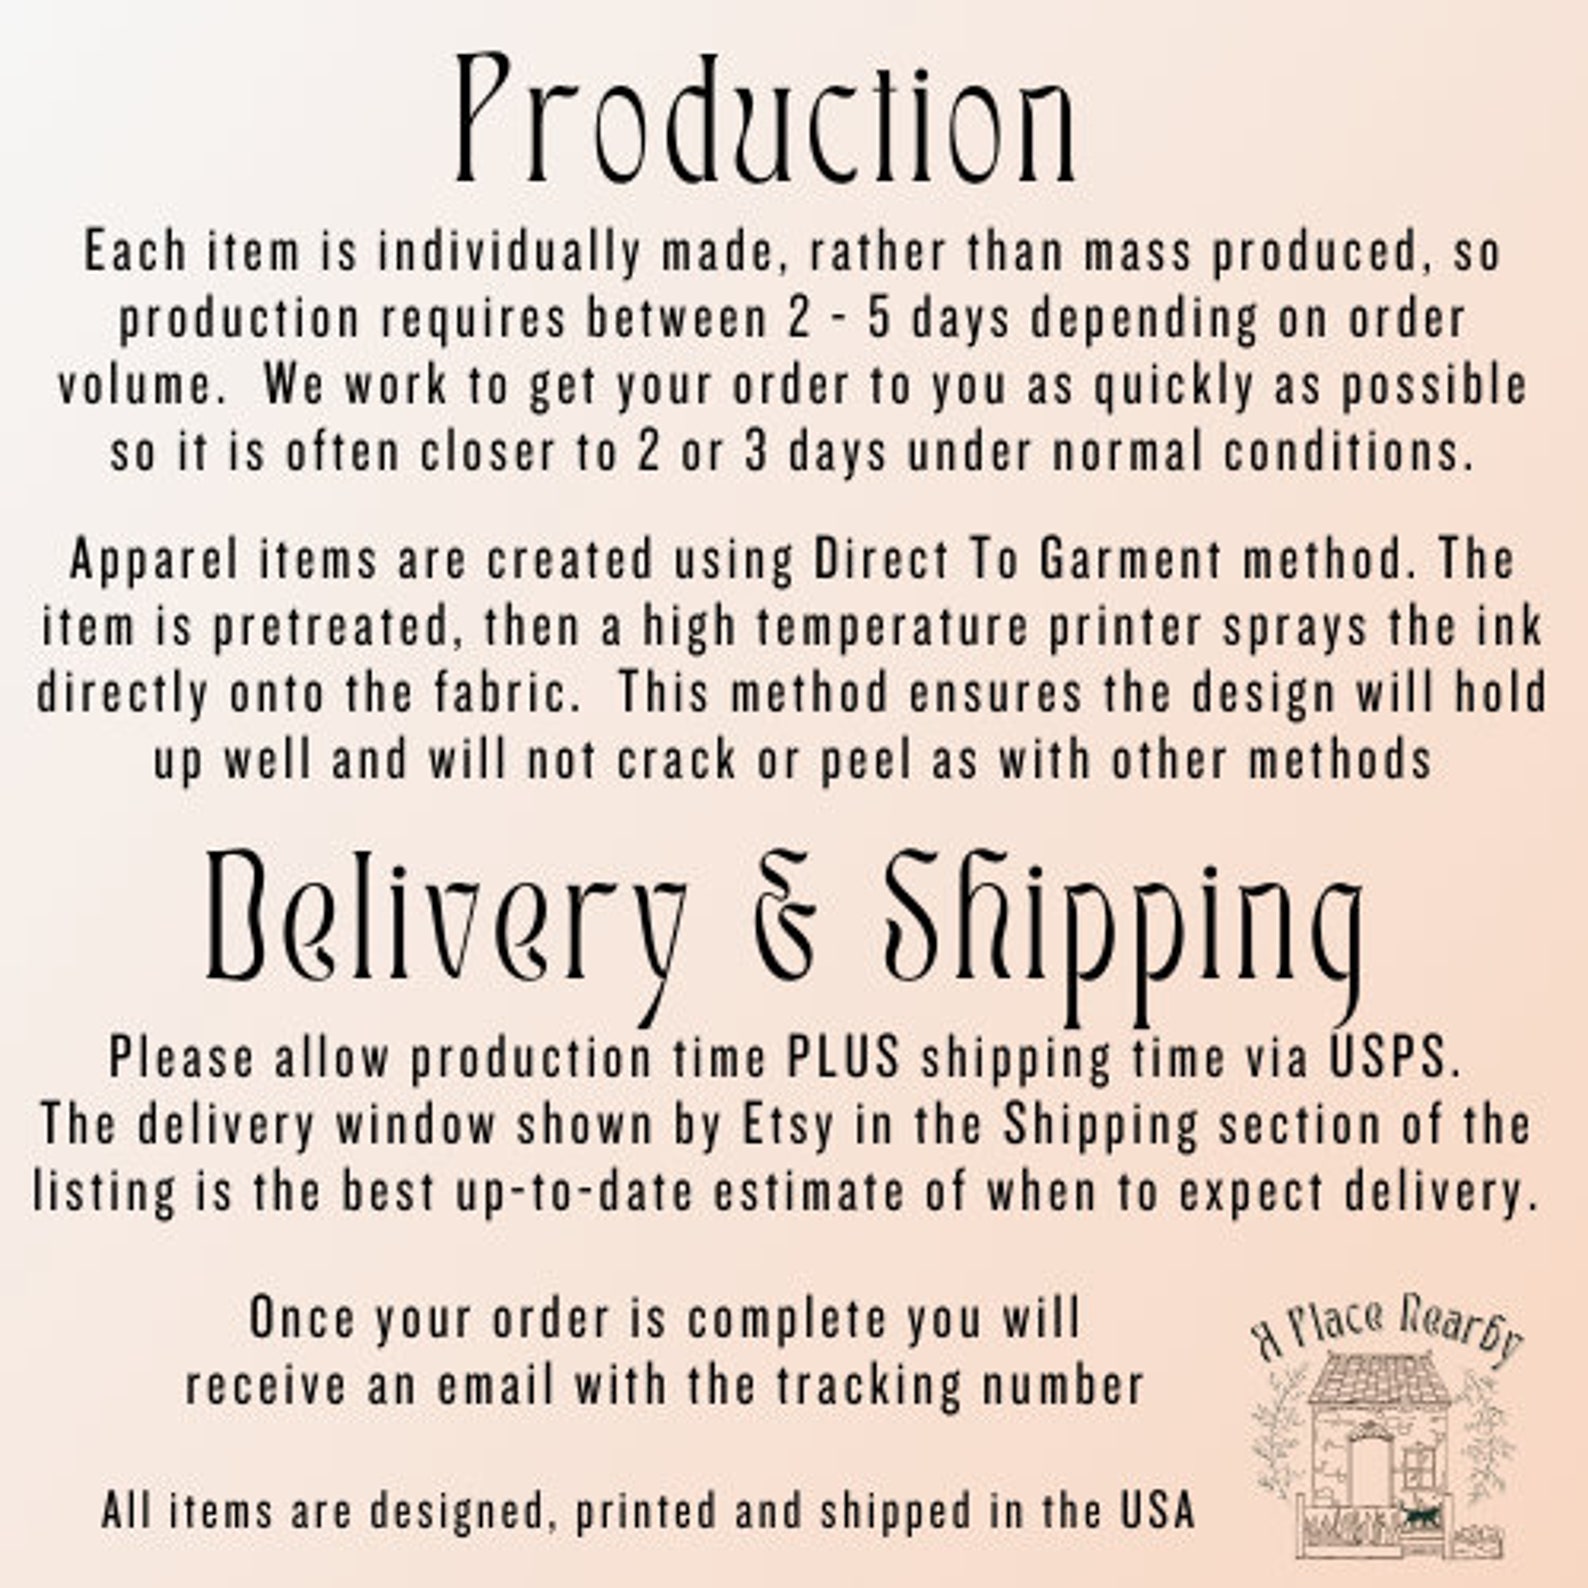 Production
Each item is individually made, rather than mass produced, so
production requires between 2 - 5 days depending on order
volume.  We work to get your order to you as quickly as possible
so it is often closer to 2 or 3 days under normal conditions.
Apparel items are created using Direct To Garment method. The
item is pretreated, then a high temperature printer sprays the ink
directly onto the fabric.  This method ensures the design will hold
up well and will not crack or peel as with other methods
Delivery & Shipping
Please allow production time PLUS shipping time via USPS.
The delivery window shown by Etsy in the Shipping section of the
listing is the best up-to-date estimate of when to expect delivery.
Once your order is complete you will
receive an email with the tracking number
All items are designed, printed and shipped in the USA
A Place Nearby